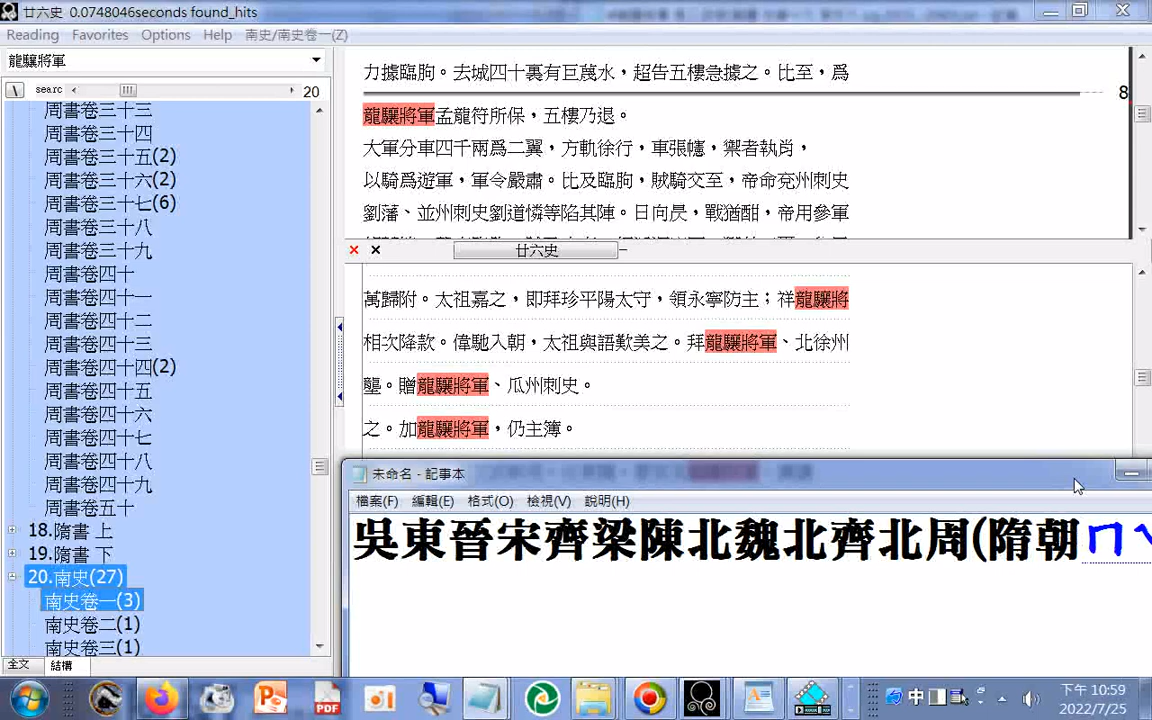 廿六史 0.0748046seconds found_hits
Reading Favorites Options Help 南史/南史卷一(Z)
龍驤將軍
\ searc 20
周書卷三十三
周書卷三十四
周書卷三十五(2)
周書卷三十六(2)
周書卷三十七(6)
周書卷三十八
周書卷三十九
周書卷四十
周書卷四十一
周書卷四十二
周書卷四十三
周書卷四十四(2)
周書卷四十五
周書卷四十六
周書卷四十七
周書卷四十八
周書卷四十九
周書卷五十
18.隋書 上
19.隋書 下
20.南史(27)
南史卷一(3)
南史卷二(1)
南史卷三(1)
全文 結構
力據臨朐。去城四十裏有巨蔑水，超告五樓急據之。比至，爲
8
龍驤將軍孟龍符所保，五樓乃退。
大軍分車四千兩爲二翼，方軌徐行，車張幰，禦者執肖，
以騎爲遊軍，軍令嚴肅。比及臨朐，賊騎交至，帝命兗州刺史
劉藩、並州刺史劉道憐等陷其陣。日向昃，戰猶酣，帝用參軍
廿六史
萬歸附。太祖嘉之，即拜珍平陽太守，領永寧防主；祥龍驤將
相次降款。偉馳入朝，太祖與語歎美之。拜龍驤將軍、北徐州
壟。贈龍驤將軍、瓜州刺史。
之。加龍驤將軍，仍主簿。
未命名 - 記事本
檔案(F) 編輯(E) 格式(O) 檢視(V) 說明(H)
吳東晉宋齊梁陳北魏北齊北周(隋朝ㄇㄟ
中
下午 10:59
2022/7/25